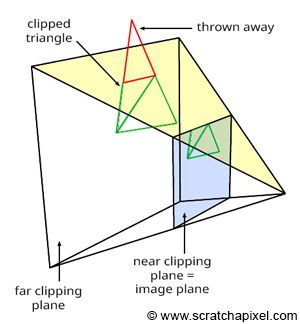 clipped
triangle
thrown away
near clipping
plane =
image plane
far clipping
plane
© www.scratchapixel.com